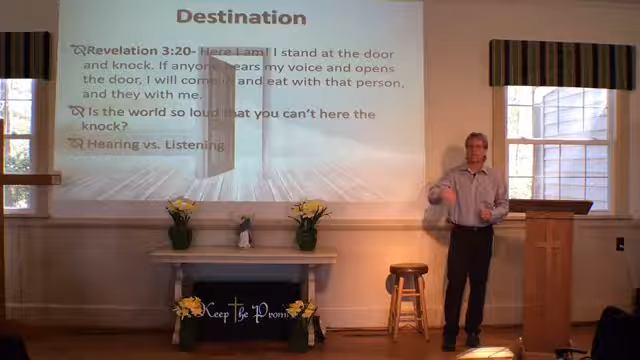 Destination
Revelation 3:20- Here I am! I stand at the door
and knock. If anyone hears my voice and opens
the door, I will come in and eat with that person,
and they with me.
Is the world so loud that you can't here the
knock?
Hearing vs. Listening
Keep the Promise